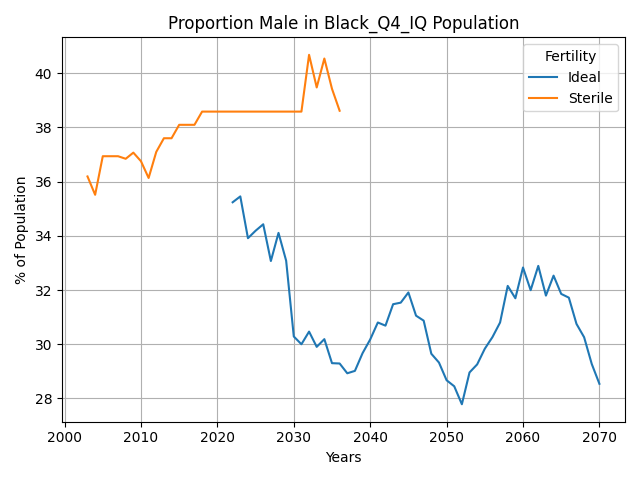 Proportion Male in Black_Q4_IQ Population
Fertility
Ideal
Sterile
% of Population
40
38
36
34
32
30
28
2000 2010 2020 2030 2040 2050 2060 2070
Years